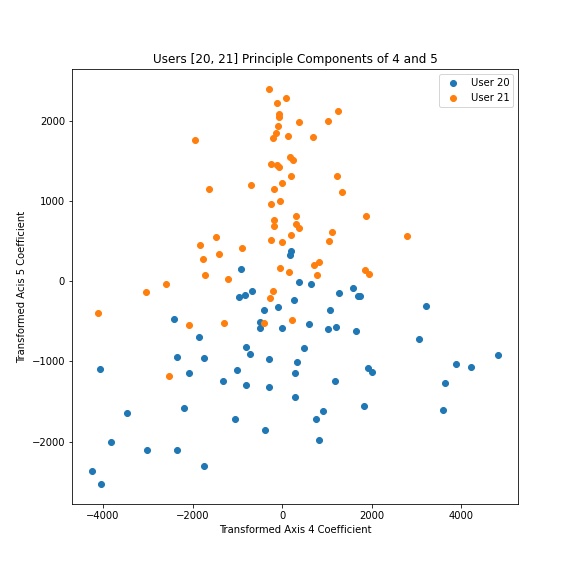 Users [20, 21] Principle Components of 4 and 5
User 20
User 21
Transformed Acis 5 Coefficient
2000
1000
0
−1000
−2000
−4000
−2000
0
2000
4000
Transformed Axis 4 Coefficient